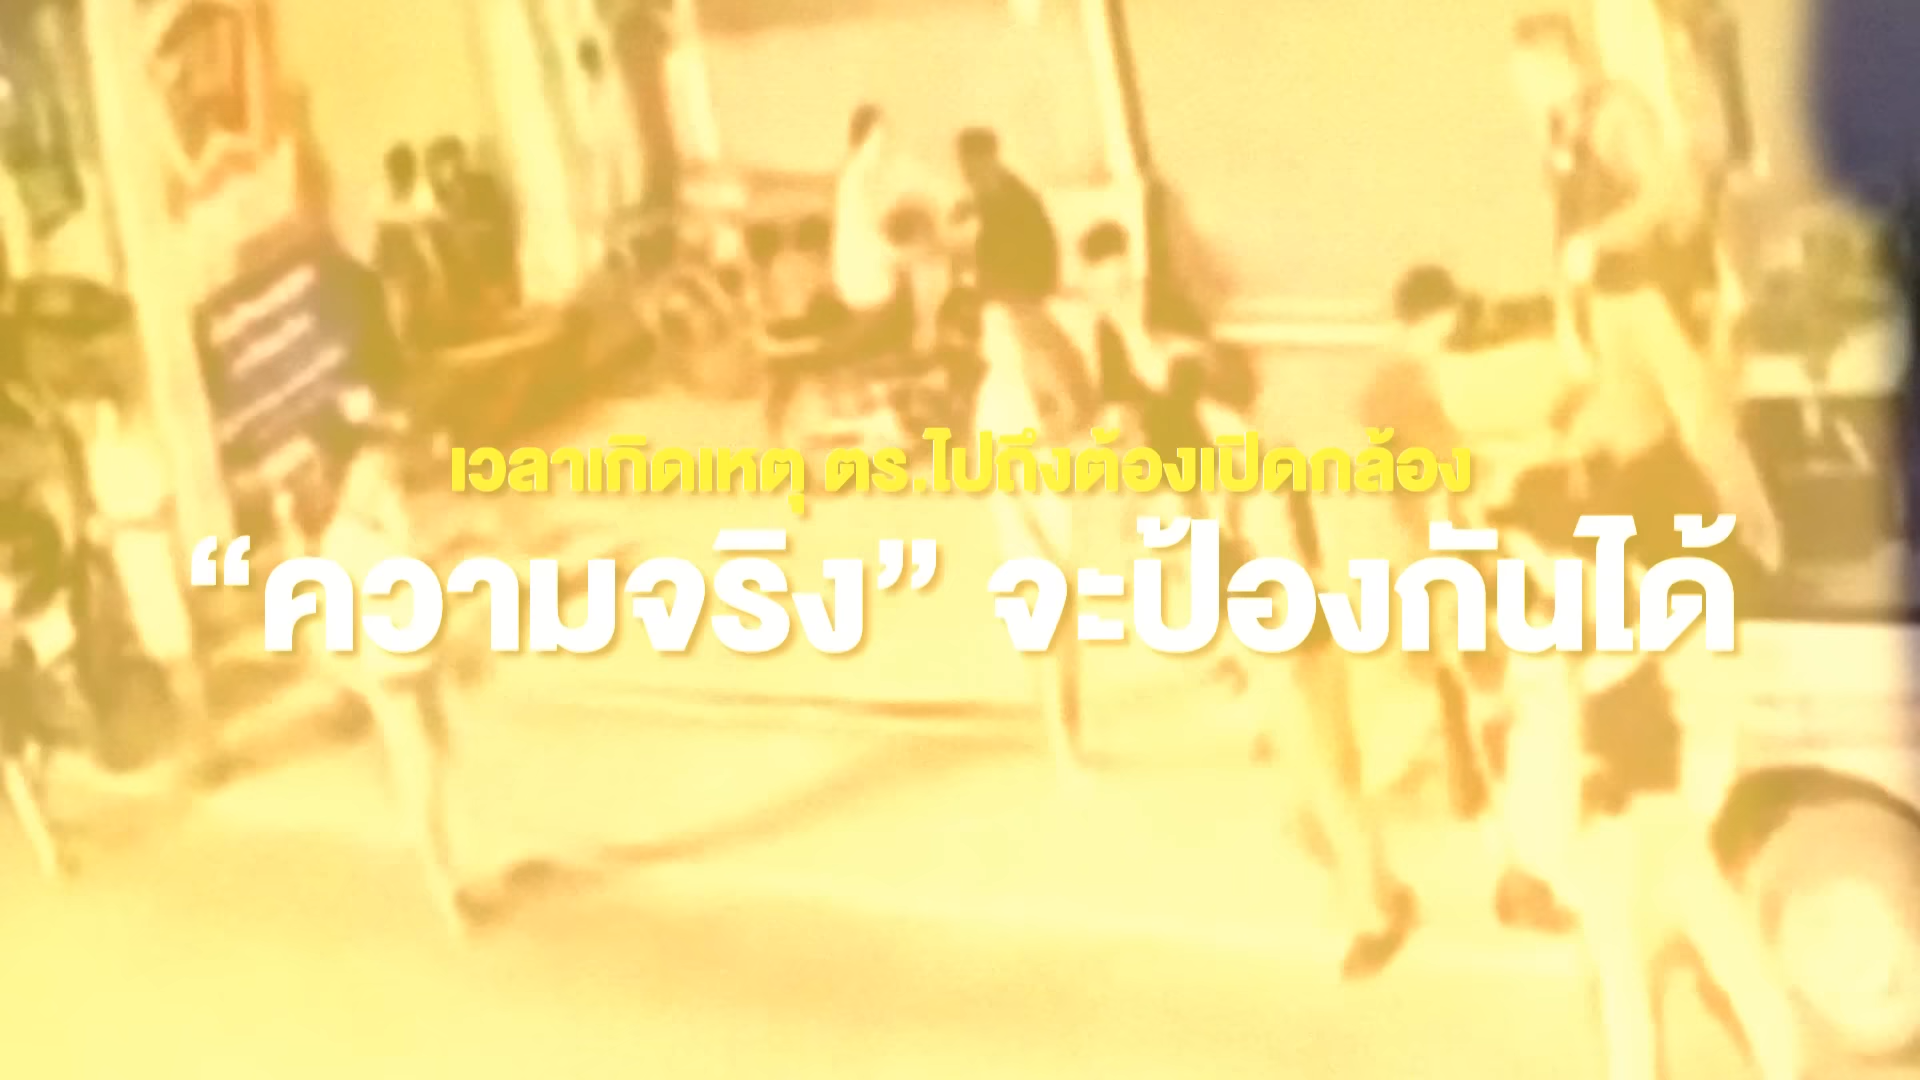 เวลาเกิดเหตุ ตร.ไปถึงต้องเปิดกล้อง
“ความจริง” จะป้องกันได้